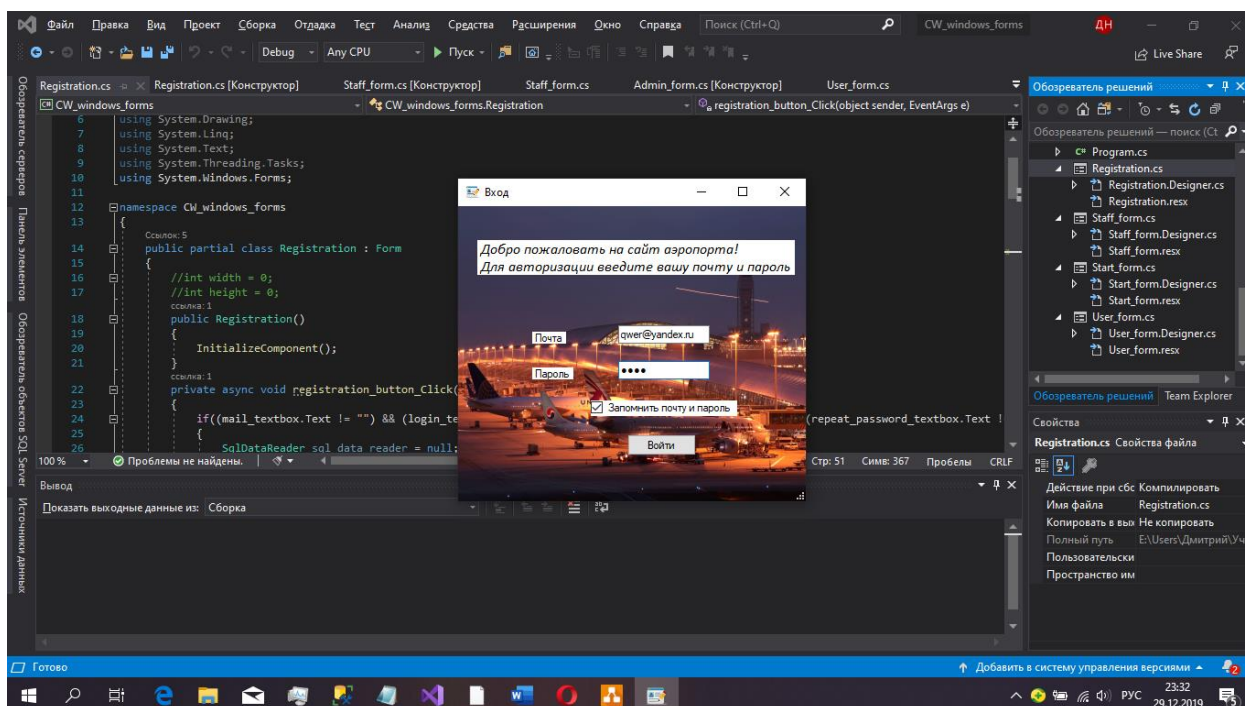 Файл Правка Вид Проект Сборка Отладка Тест Анализ Средства Расширения Окно Справка Поиск (Ctrl+Q) CW_windows_forms ДН
Debug Any CPU Пуск Live Share
Registration.cs Registration.cs [Конструктор] Staff_form.cs [Конструктор] Staff_form.cs Admin_form.cs [Конструктор] User_form.cs
CW_windows_forms CW_windows_forms.Registration registration_button_Click(object sender, EventArgs e)
Обозреватель серверов
Панель элементов
Обозреватель объектов SQL Server
Источники данных
6 using System.Drawing;
7 using System.Linq;
8 using System.Text;
9 using System.Threading.Tasks;
10 using System.Windows.Forms;
11
12 namespace CW_windows_forms
13 {
Ссылок: 5
14 public partial class Registration : Form
15 {
16 //int width = 0;
17 //int height = 0;
ссылка: 1
18 public Registration()
19 {
20 InitializeComponent();
21 }
ссылка: 1
22 private async void registration_button_Click(
23 {
24 if((mail_textbox.Text != "") && (login_te (repeat_password_textbox.Text !
25 {
26 SqlDataReader sql_data_reader = null;
100 % Проблемы не найдены. Стр: 51 Симв: 367 Пробелы CRLF
Вход
Добро пожаловать на сайт аэропорта!
Для авторизации введите вашу почту и пароль
Почта qwer@yandex.ru
Пароль ••••
Запомнить почту и пароль
Войти
Вывод
Показать выходные данные из: Сборка
Обозреватель решений
Обозреватель решений — поиск (Ct
C# Program.cs
Registration.cs
Registration.Designer.cs
Registration.resx
Staff_form.cs
Staff_form.Designer.cs
Staff_form.resx
Start_form.cs
Start_form.Designer.cs
Start_form.resx
User_form.cs
User_form.Designer.cs
User_form.resx
Обозреватель решений Team Explorer
Свойства
Registration.cs Свойства файла
Действие при сбс Компилировать
Имя файла Registration.cs
Копировать в вых Не копировать
Полный путь E:\Users\Дмитрий\Уч
Пользовательски
Пространство им
Готово Добавить в систему управления версиями 2
РУС 23:32
29.12.2019 5